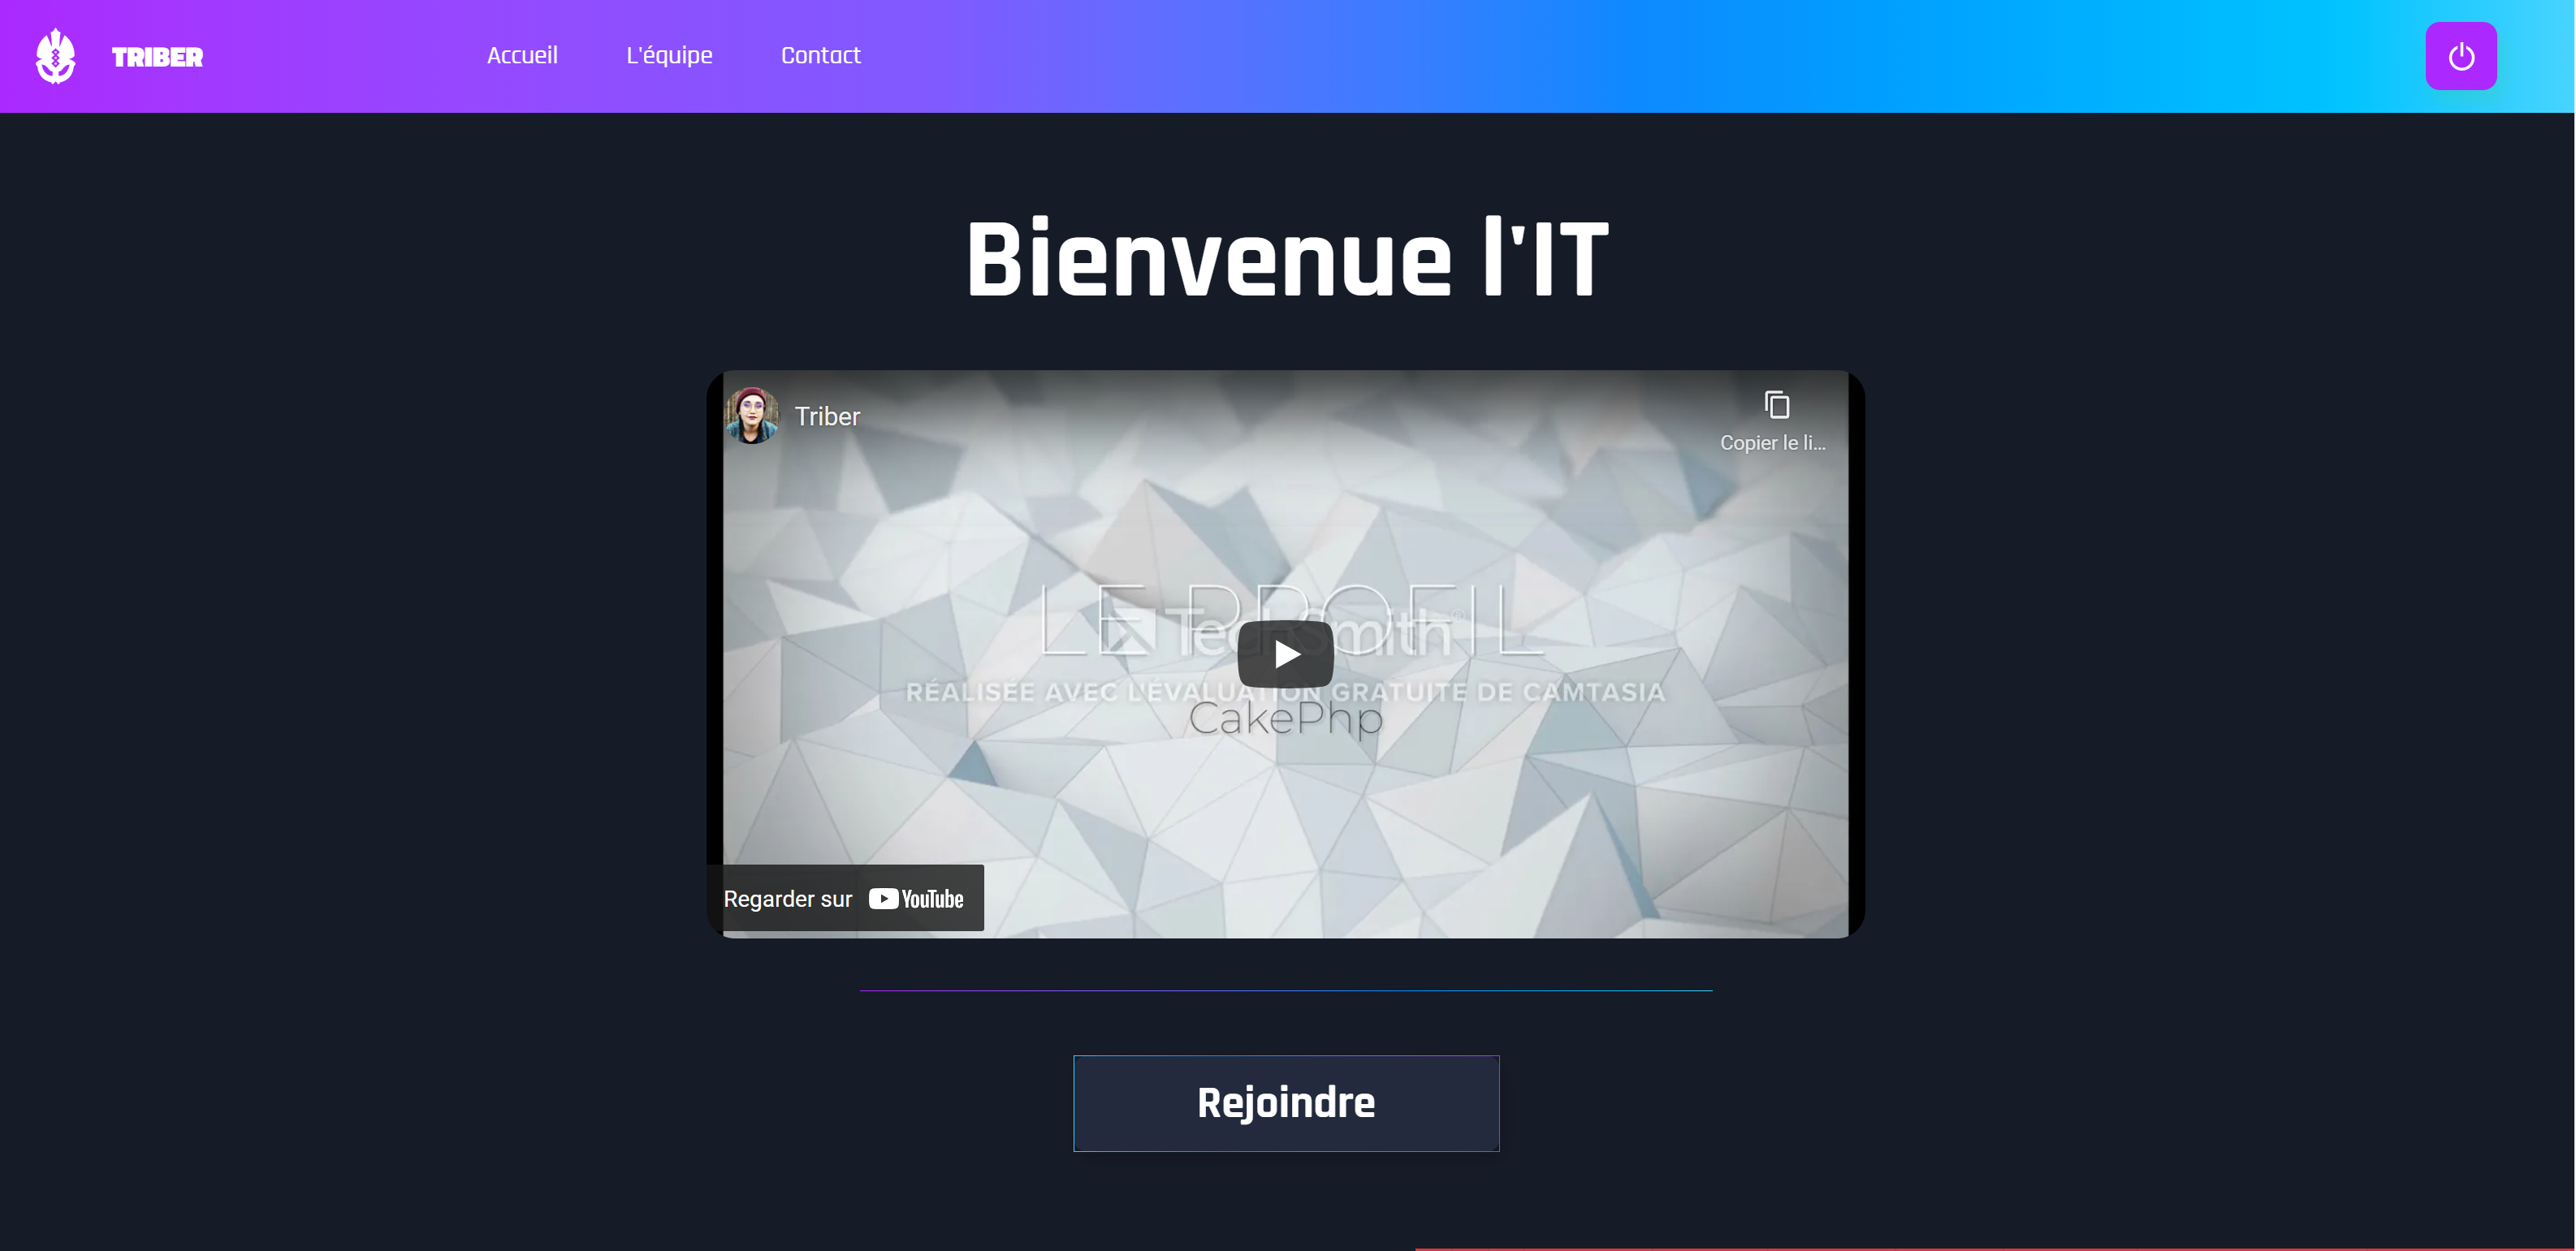 TRIBER
Accueil
L'équipe
Contact
Bienvenue l'IT
Triber
Copier le li...
LE PROFIL
TechSmith®
RÉALISÉE AVEC L'ÉVALUATION GRATUITE DE CAMTASIA
CakePhp
Regarder sur YouTube
Rejoindre